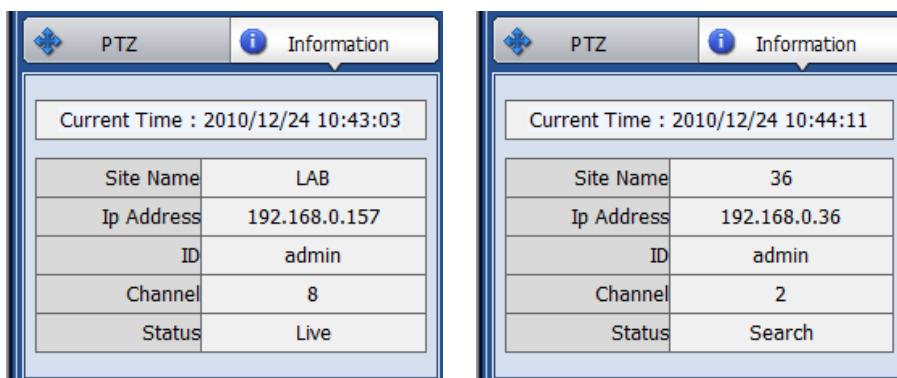 PTZ Information
Current Time : 2010/12/24 10:43:03
Site Name LAB
Ip Address 192.168.0.157
ID admin
Channel 8
Status Live
PTZ Information
Current Time : 2010/12/24 10:44:11
Site Name 36
Ip Address 192.168.0.36
ID admin
Channel 2
Status Search